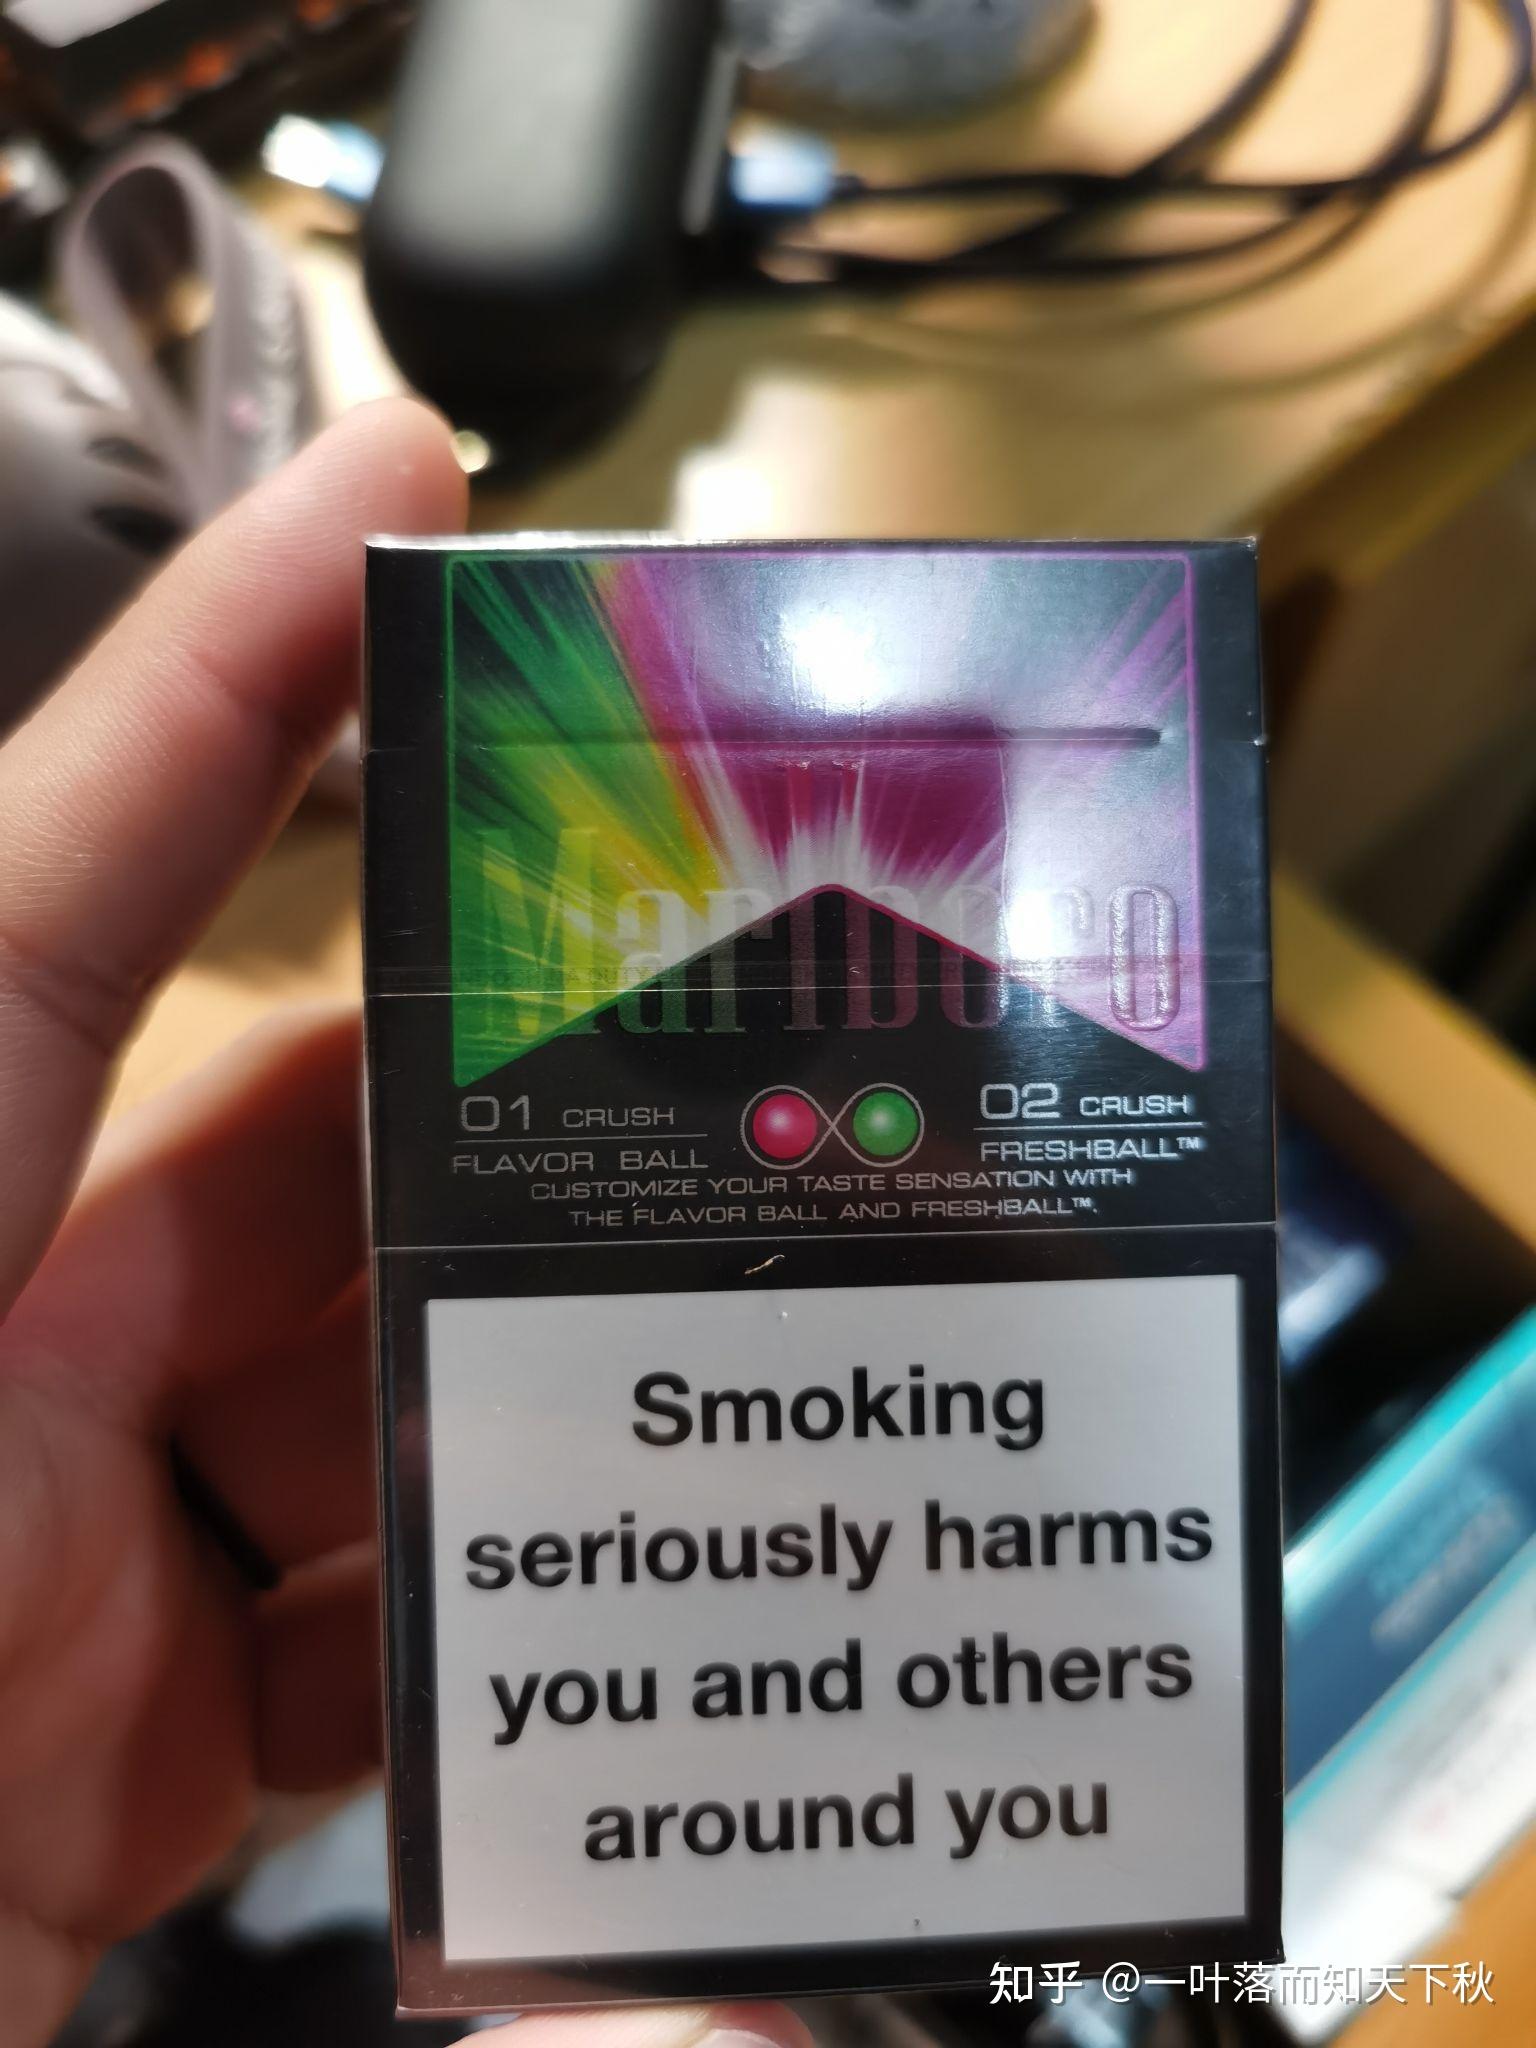 Marlboro
01 CRUSH
FLAVOR BALL
02 CRUSH
FRESHBALL™
CUSTOMIZE YOUR TASTE SENSATION WITH
THE FLAVOR BALL AND FRESHBALL™.
Smoking
seriously harms
you and others
around you
知乎 @一叶落而知天下秋